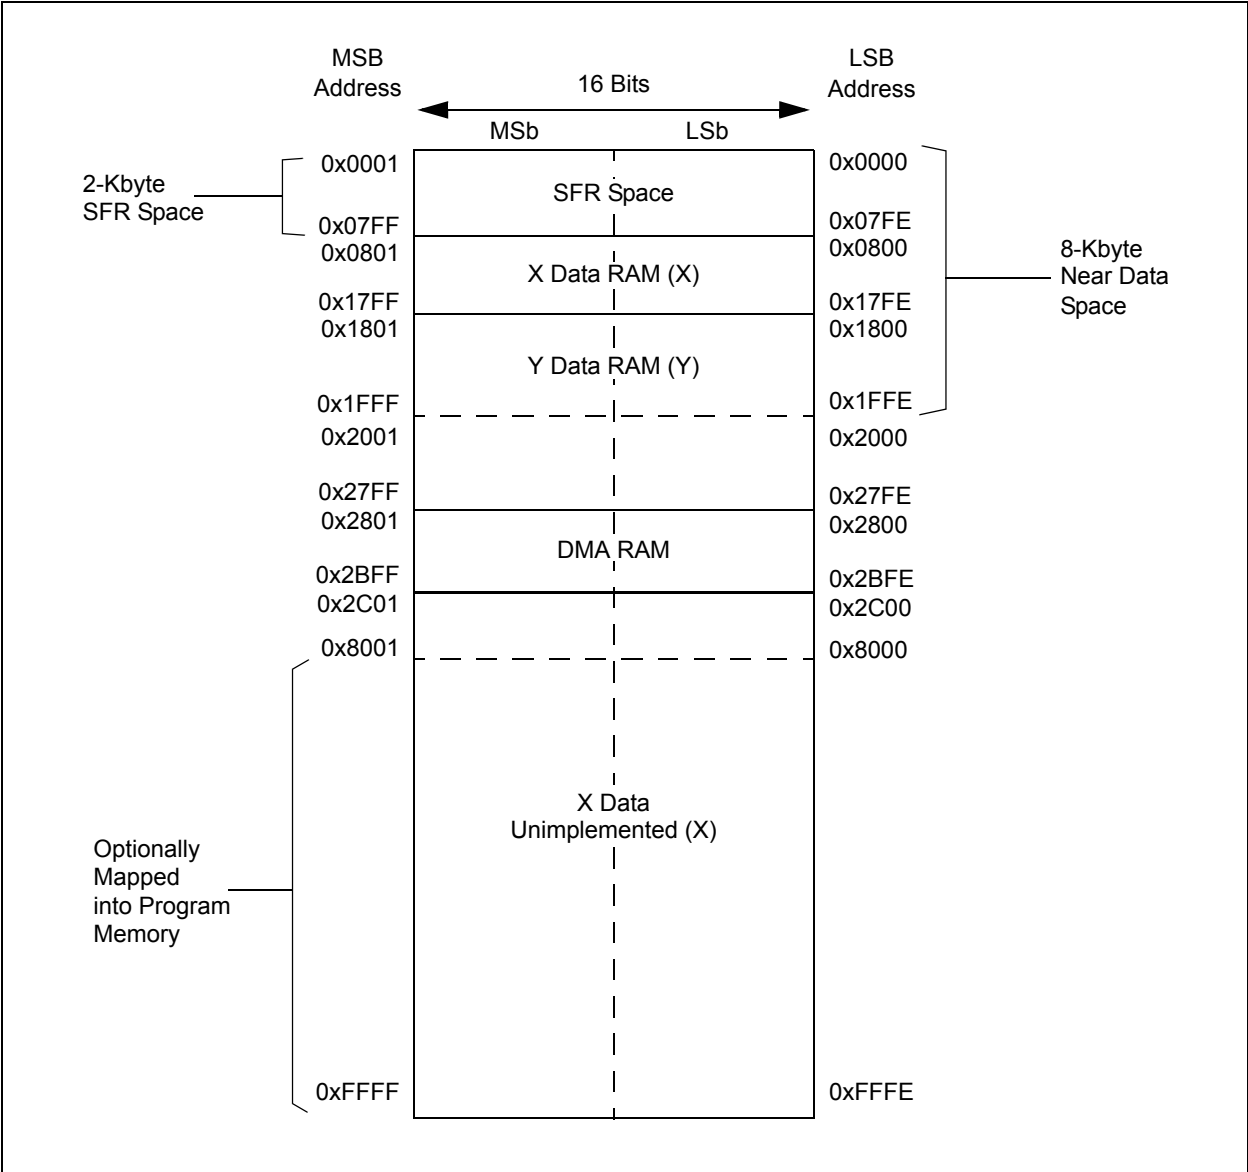 MSB
Address
16 Bits
LSB
Address
MSb
LSb
0x0001
0x0000
2-Kbyte
SFR Space
SFR Space
0x07FF
0x07FE
0x0801
0x0800
8-Kbyte
Near Data
Space
X Data RAM (X)
0x17FF
0x17FE
0x1801
0x1800
Y Data RAM (Y)
0x1FFF
0x1FFE
0x2001
0x2000
0x27FF
0x27FE
0x2801
0x2800
DMA RAM
0x2BFF
0x2BFE
0x2C01
0x2C00
0x8001
0x8000
X Data
Unimplemented (X)
Optionally
Mapped
into Program
Memory
0xFFFF
0xFFFE